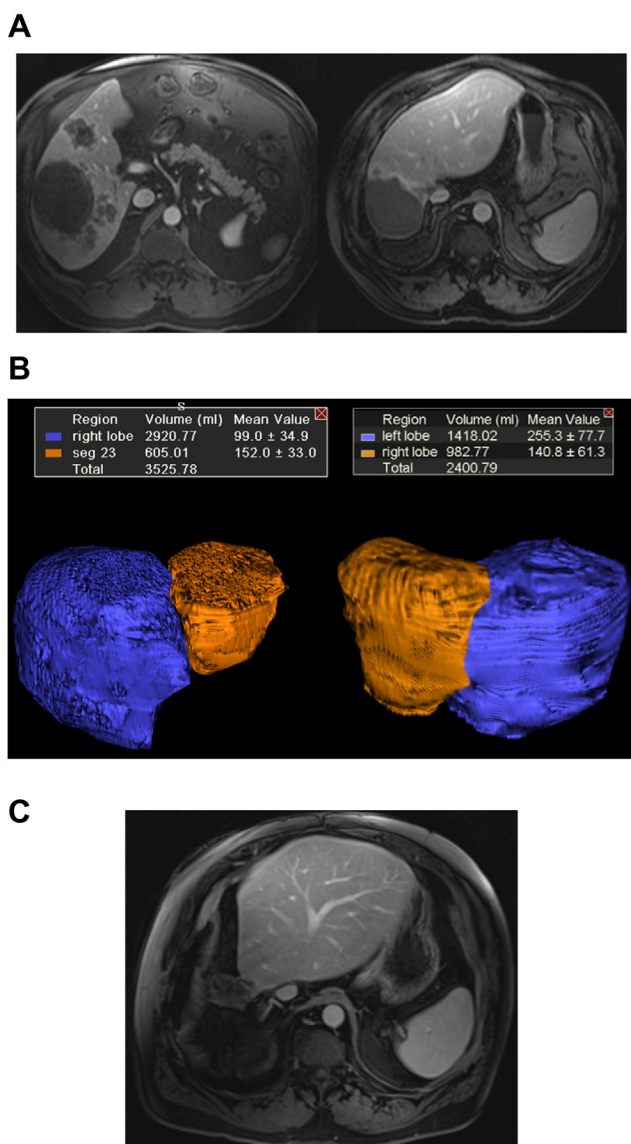 A
B
S
Region Volume (ml) Mean Value
right lobe 2920.77 99.0 ± 34.9
seg 23 605.01 152.0 ± 33.0
Total 3525.78
Region Volume (ml) Mean Value
left lobe 1418.02 255.3 ± 77.7
right lobe 982.77 140.8 ± 61.3
Total 2400.79
C